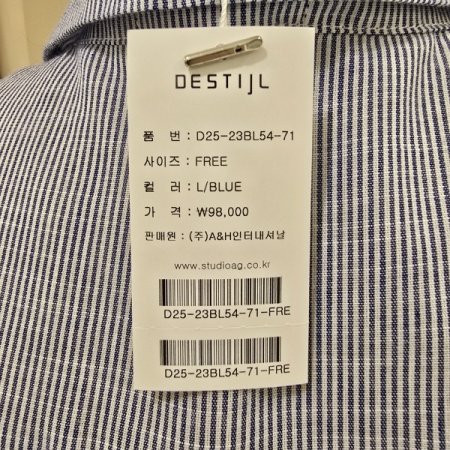 DESTIJL
품 번 : D25-23BL54-71
사이즈 : FREE
컬 러 : L/BLUE
가 격 : ₩98,000
판매원 : (주)A&H인터내셔날
www.studioag.co.kr
D25-23BL54-71-FRE
D25-23BL54-71-FRE